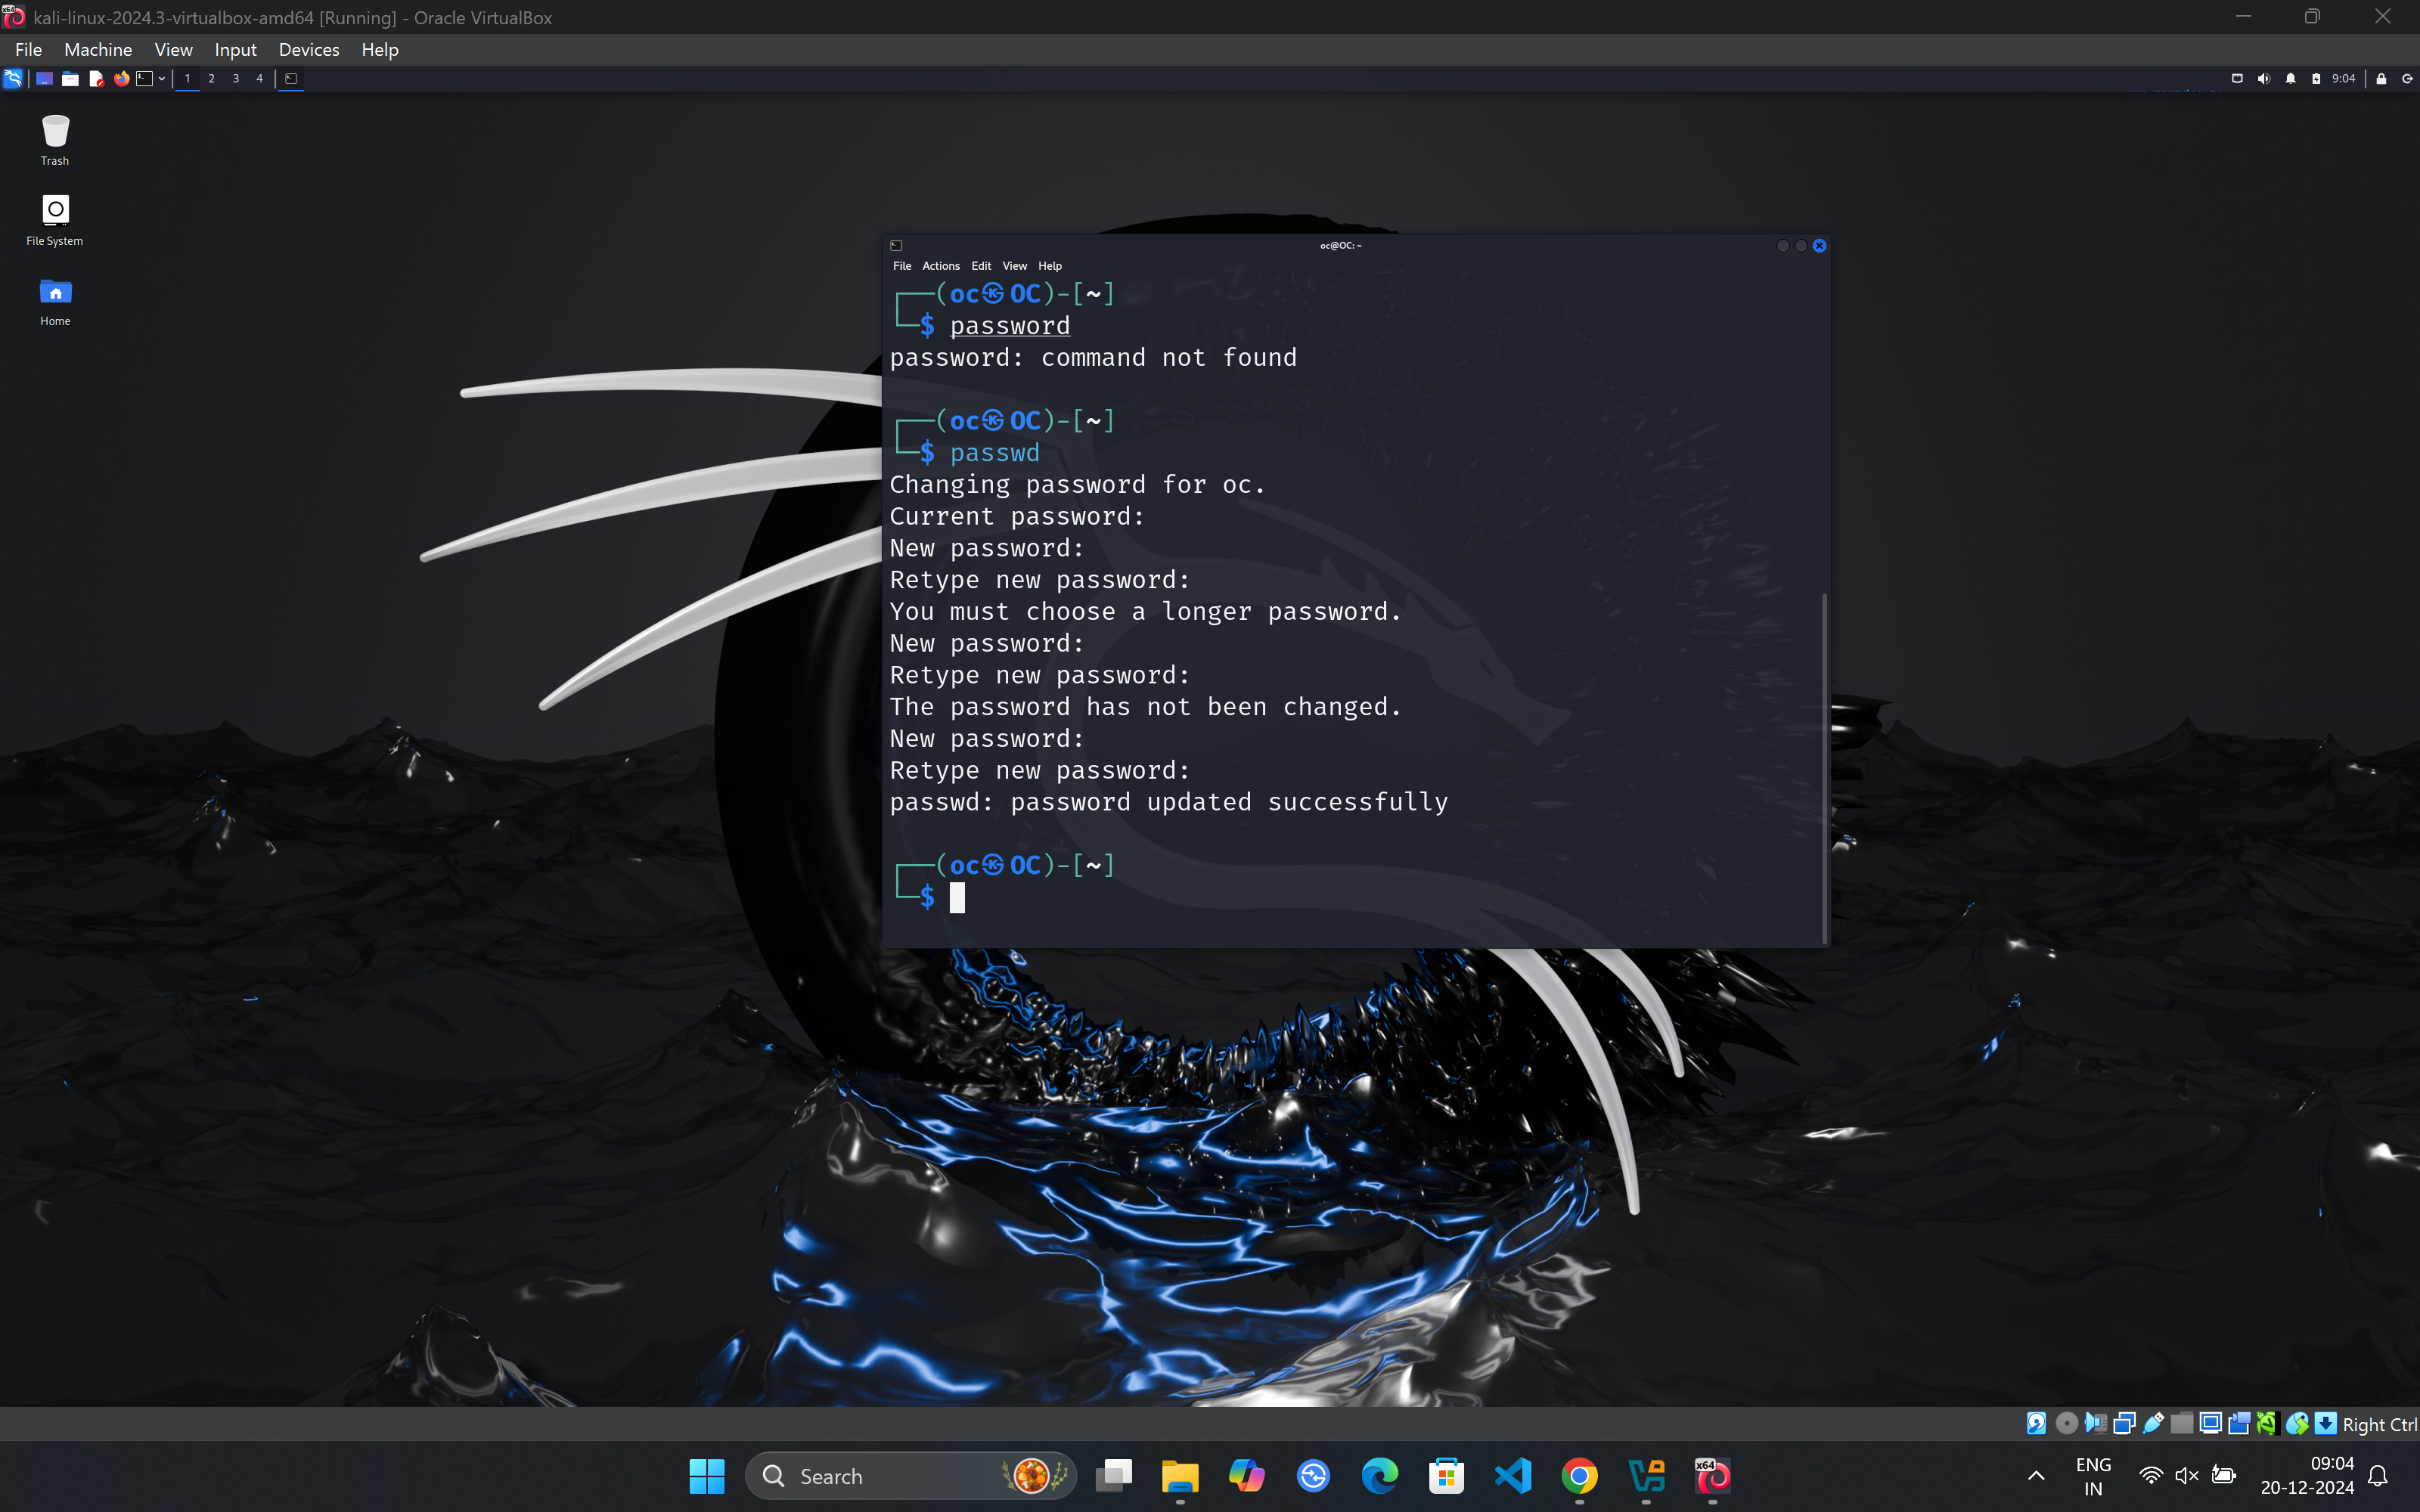 kali-linux-2024.3-virtualbox-amd64 [Running] - Oracle VirtualBox
File Machine View Input Devices Help
1 2 3 4 9:04
Trash
File System
Home
oc@OC: ~
File Actions Edit View Help
┌──(oc㉿OC)-[~]
└─$ password
password: command not found
┌──(oc㉿OC)-[~]
└─$ passwd
Changing password for oc.
Current password:
New password:
Retype new password:
You must choose a longer password.
New password:
Retype new password:
The password has not been changed.
New password:
Retype new password:
passwd: password updated successfully
┌──(oc㉿OC)-[~]
└─$
Right Ctrl
Search
x64
ENG
IN
09:04
20-12-2024